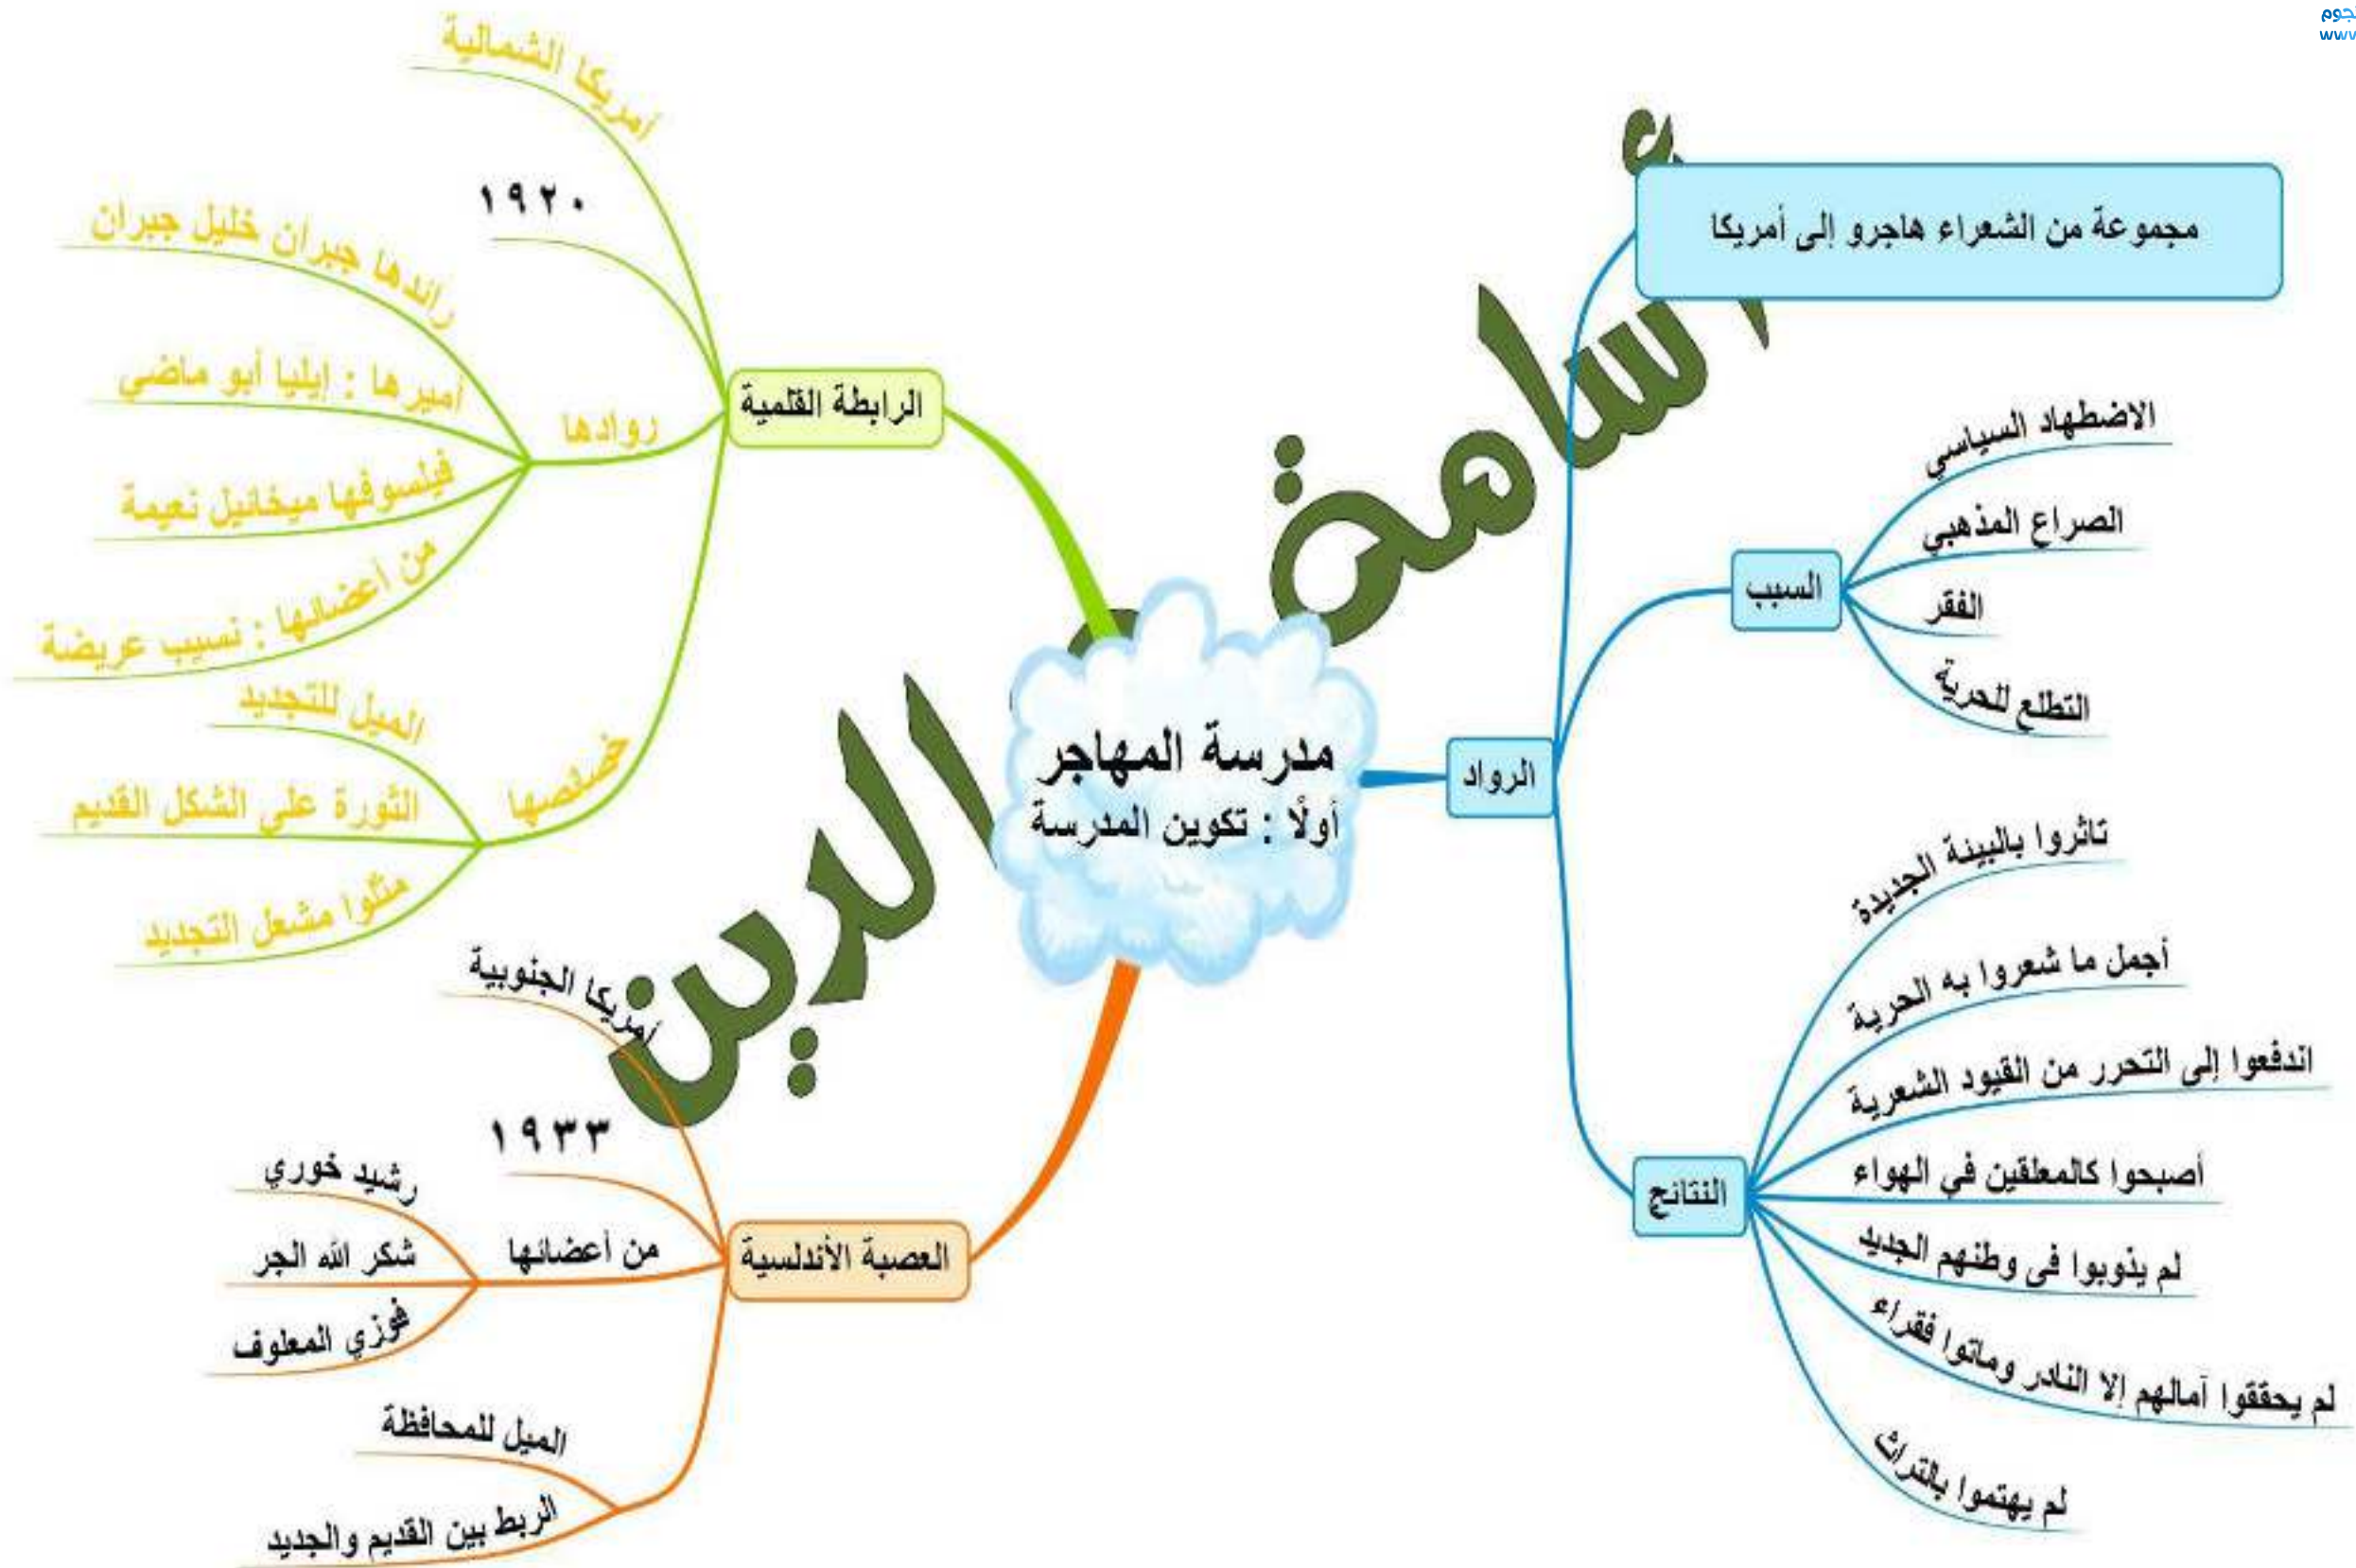 نجوم
www
أسامة
الدين
مدرسة المهاجر
أولًا : تكوين المدرسة
الرواد
مجموعة من الشعراء هاجرو إلى أمريكا
السبب
الاضطهاد السياسي
الصراع المذهبي
الفقر
التطلع للحرية
النتائج
تاثروا بالبيئة الجديدة
أجمل ما شعروا به الحرية
اندفعوا إلى التحرر من القيود الشعرية
أصبحوا كالمعلقين في الهواء
لم يذوبوا فى وطنهم الجديد
لم يحققوا آمالهم إلا النادر وماتوا فقراء
لم يهتموا بالتراث
الرابطة القلمية
أمريكا الشمالية
١٩٢٠
روادها
رائدها جبران خليل جبران
أميرها : إيليا أبو ماضي
فيلسوفها ميخائيل نعيمة
من أعضائها : نسيب عريضة
خصائصها
الميل للتجديد
الثورة على الشكل القديم
مثلوا مشعل التجديد
العصبة الأندلسية
أمريكا الجنوبية
١٩٣٣
من أعضائها
رشيد خوري
شكر الله الجر
فوزي المعلوف
الميل للمحافظة
الربط بين القديم والجديد